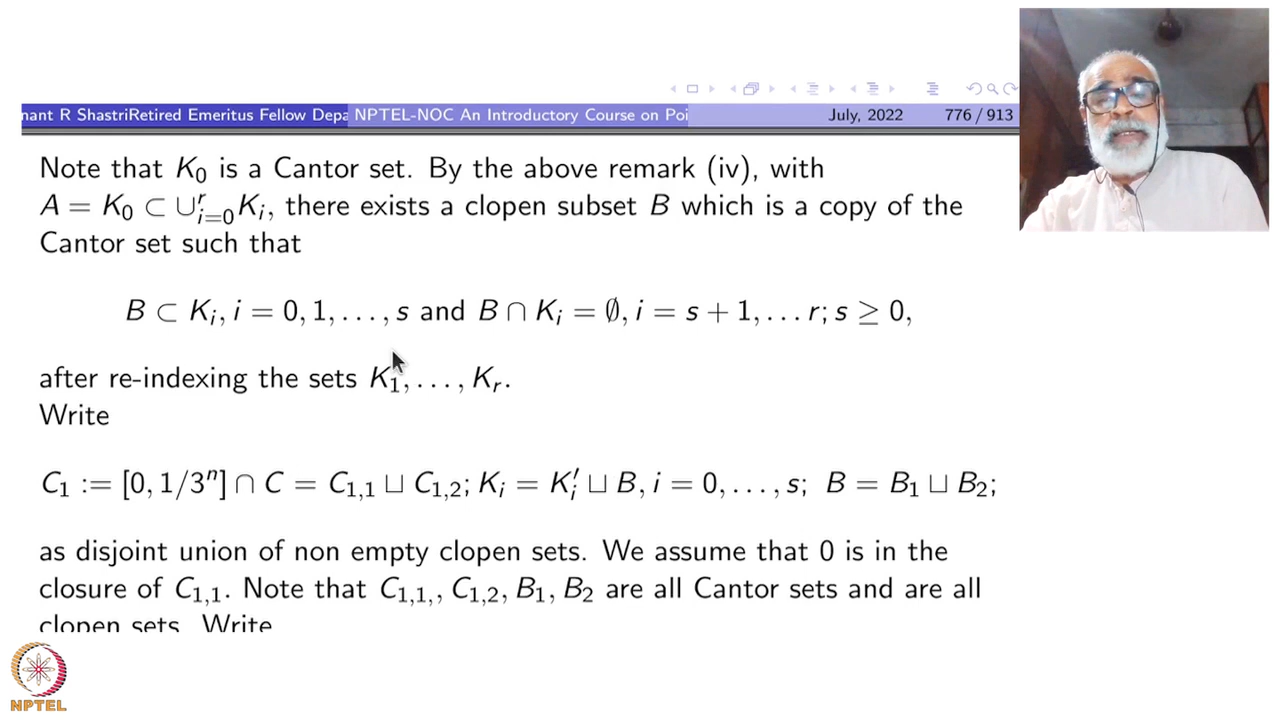 nant R ShastriRetired Emeritus Fellow Depa NPTEL-NOC An Introductory Course on Poi July, 2022 776 / 913
Note that K₀ is a Cantor set. By the above remark (iv), with
A = K₀ ⊂ ∪ʳᵢ₌₀Kᵢ, there exists a clopen subset B which is a copy of the
Cantor set such that
B ⊂ Kᵢ, i = 0, 1, . . . , s and B ∩ Kᵢ = ∅, i = s + 1, . . . r; s ≥ 0,
after re-indexing the sets K₁, . . . , Kᵣ.
Write
C₁ := [0, 1/3ⁿ] ∩ C = C₁,₁ ⊔ C₁,₂; Kᵢ = K′ᵢ ⊔ B, i = 0, . . . , s; B = B₁ ⊔ B₂;
as disjoint union of non empty clopen sets. We assume that 0 is in the
closure of C₁,₁. Note that C₁,₁,, C₁,₂, B₁, B₂ are all Cantor sets and are all
clopen sets. Write
NPTEL